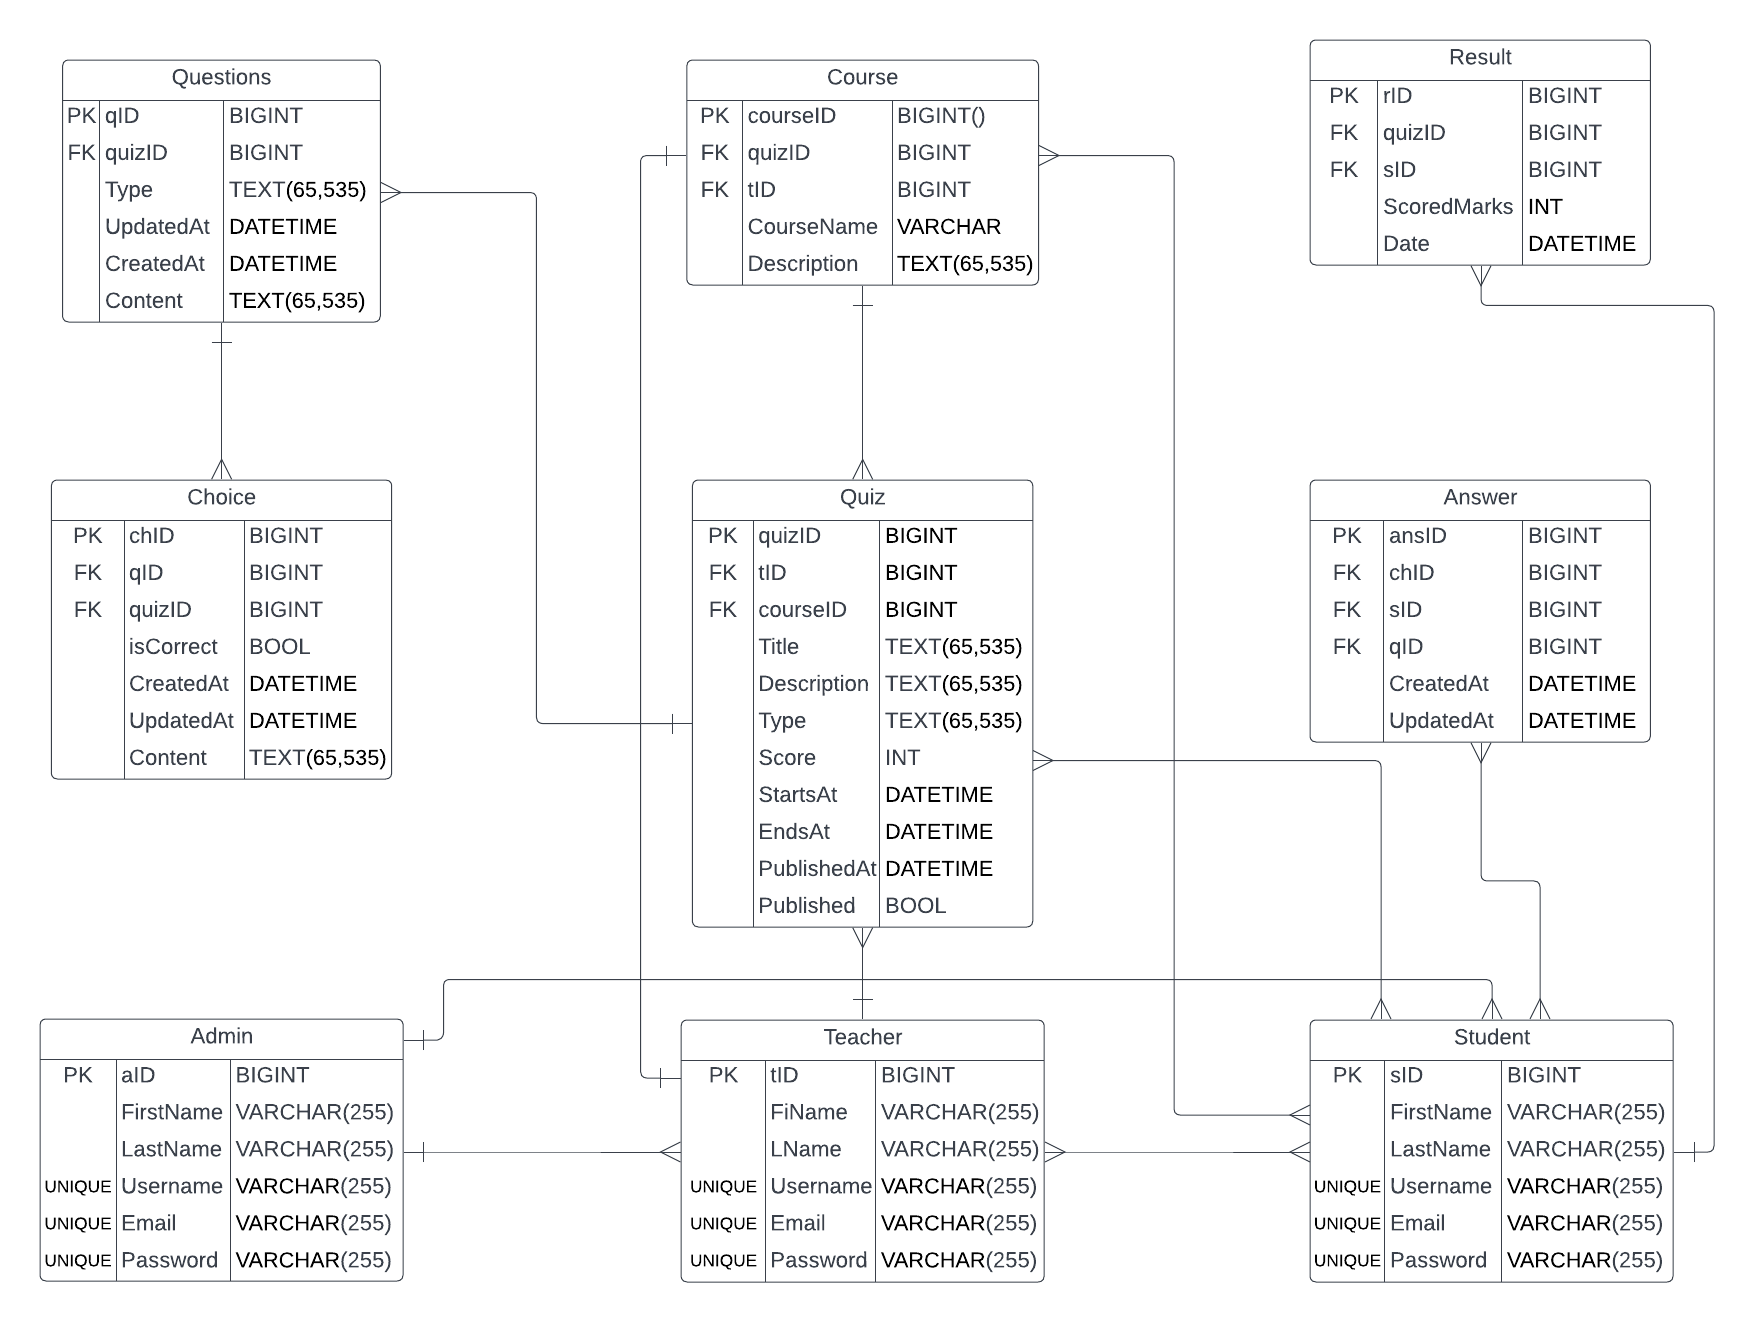 Questions
PK qID BIGINT
FK quizID BIGINT
Type TEXT(65,535)
UpdatedAt DATETIME
CreatedAt DATETIME
Content TEXT(65,535)
Course
PK courseID BIGINT()
FK quizID BIGINT
FK tID BIGINT
CourseName VARCHAR
Description TEXT(65,535)
Result
PK rID BIGINT
FK quizID BIGINT
FK sID BIGINT
ScoredMarks INT
Date DATETIME
Choice
PK chID BIGINT
FK qID BIGINT
FK quizID BIGINT
isCorrect BOOL
CreatedAt DATETIME
UpdatedAt DATETIME
Content TEXT(65,535)
Quiz
PK quizID BIGINT
FK tID BIGINT
FK courseID BIGINT
Title TEXT(65,535)
Description TEXT(65,535)
Type TEXT(65,535)
Score INT
StartsAt DATETIME
EndsAt DATETIME
PublishedAt DATETIME
Published BOOL
Answer
PK ansID BIGINT
FK chID BIGINT
FK sID BIGINT
FK qID BIGINT
CreatedAt DATETIME
UpdatedAt DATETIME
Admin
PK aID BIGINT
FirstName VARCHAR(255)
LastName VARCHAR(255)
UNIQUE Username VARCHAR(255)
UNIQUE Email VARCHAR(255)
UNIQUE Password VARCHAR(255)
Teacher
PK tID BIGINT
FiName VARCHAR(255)
LName VARCHAR(255)
UNIQUE Username VARCHAR(255)
UNIQUE Email VARCHAR(255)
UNIQUE Password VARCHAR(255)
Student
PK sID BIGINT
FirstName VARCHAR(255)
LastName VARCHAR(255)
UNIQUE Username VARCHAR(255)
UNIQUE Email VARCHAR(255)
UNIQUE Password VARCHAR(255)